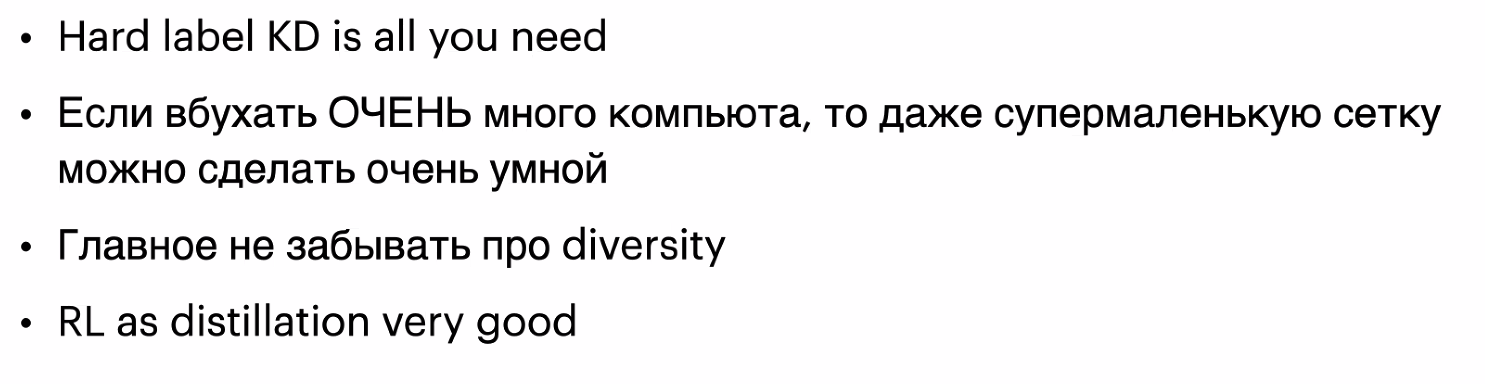 • Hard label KD is all you need
• Если вбухать ОЧЕНЬ много компьюта, то даже супермаленькую сетку
можно сделать очень умной
• Главное не забывать про diversity
• RL as distillation very good